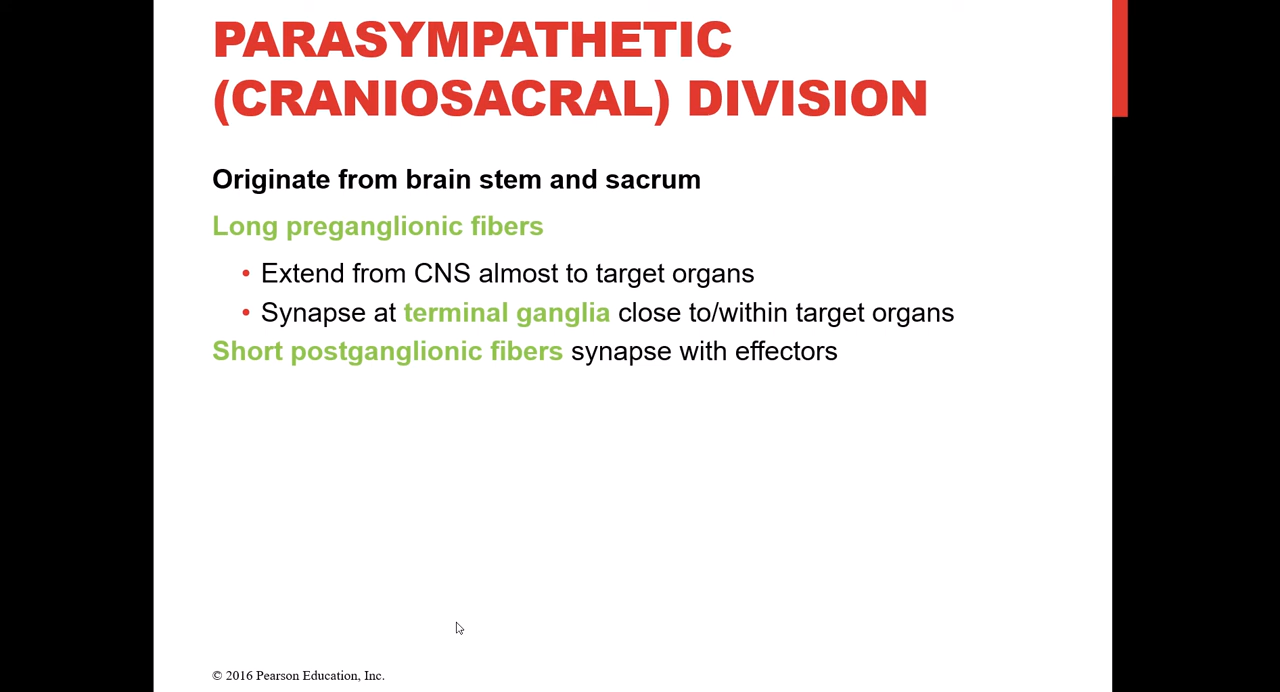 PARASYMPATHETIC
(CRANIOSACRAL) DIVISION
Originate from brain stem and sacrum
Long preganglionic fibers
• Extend from CNS almost to target organs
• Synapse at terminal ganglia close to/within target organs
Short postganglionic fibers synapse with effectors
© 2016 Pearson Education, Inc.